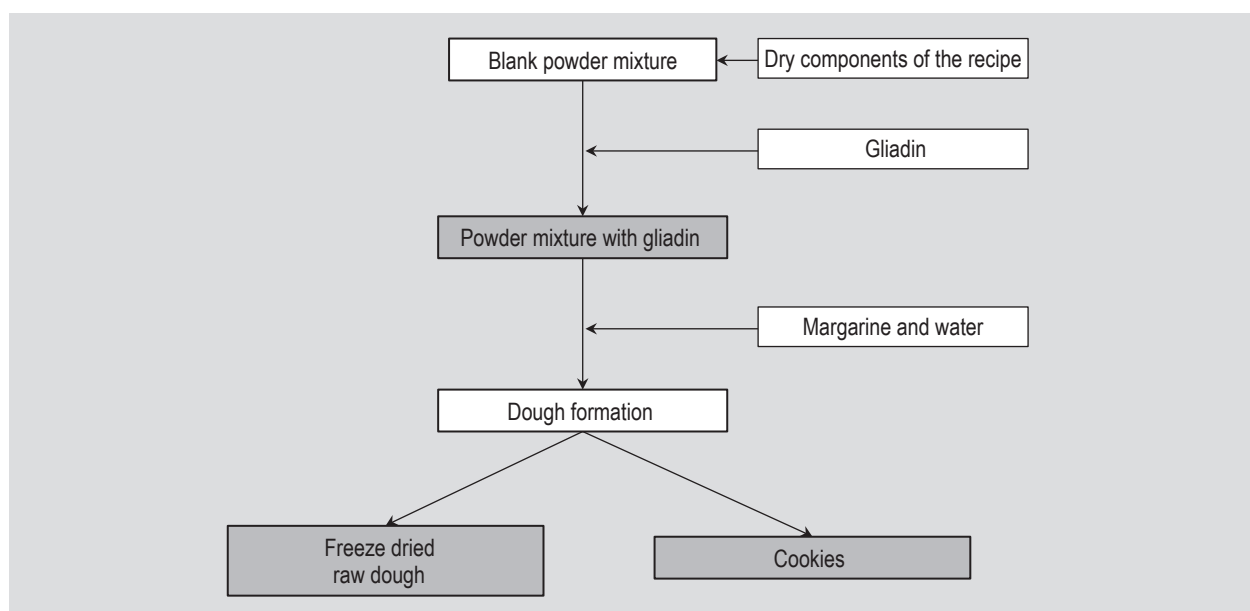 Blank powder mixture
Dry components of the recipe
Gliadin
Powder mixture with gliadin
Margarine and water
Dough formation
Freeze dried
raw dough
Cookies